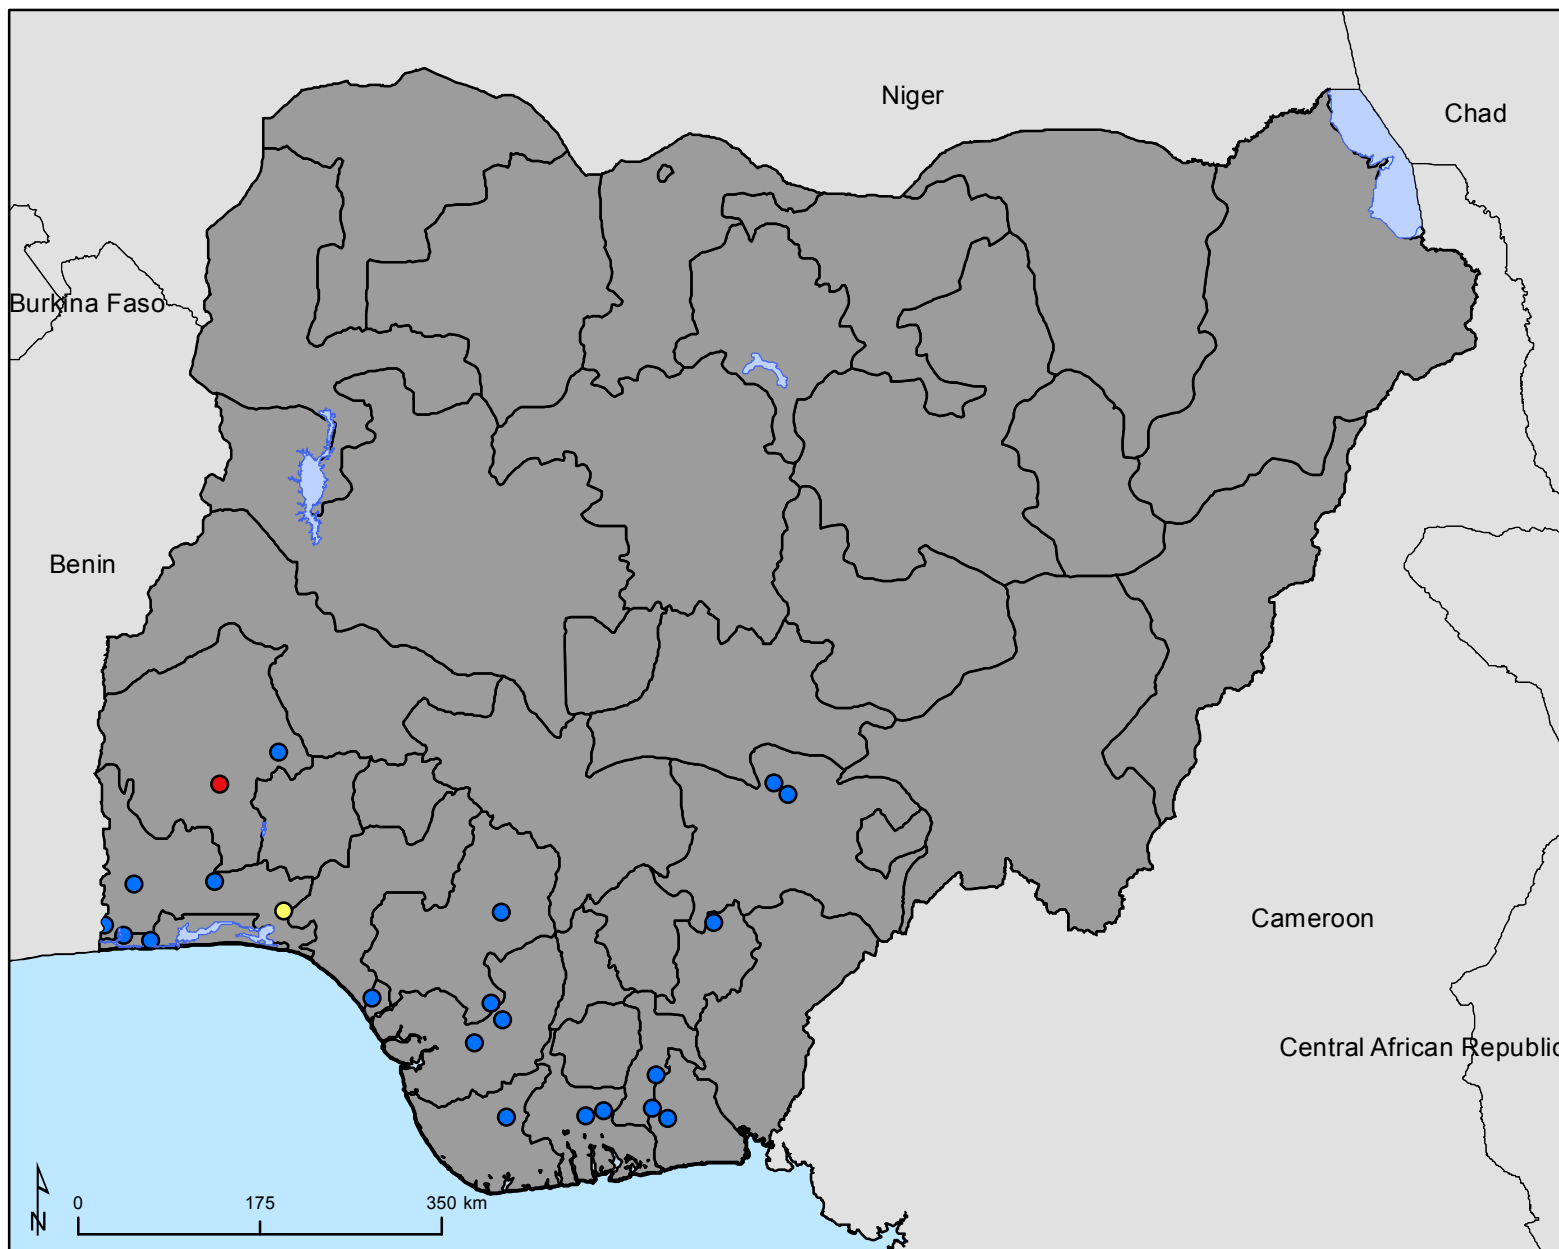 Niger
Chad
Burkina Faso
Benin
Cameroon
Central African Republic
0 175 350 km
N